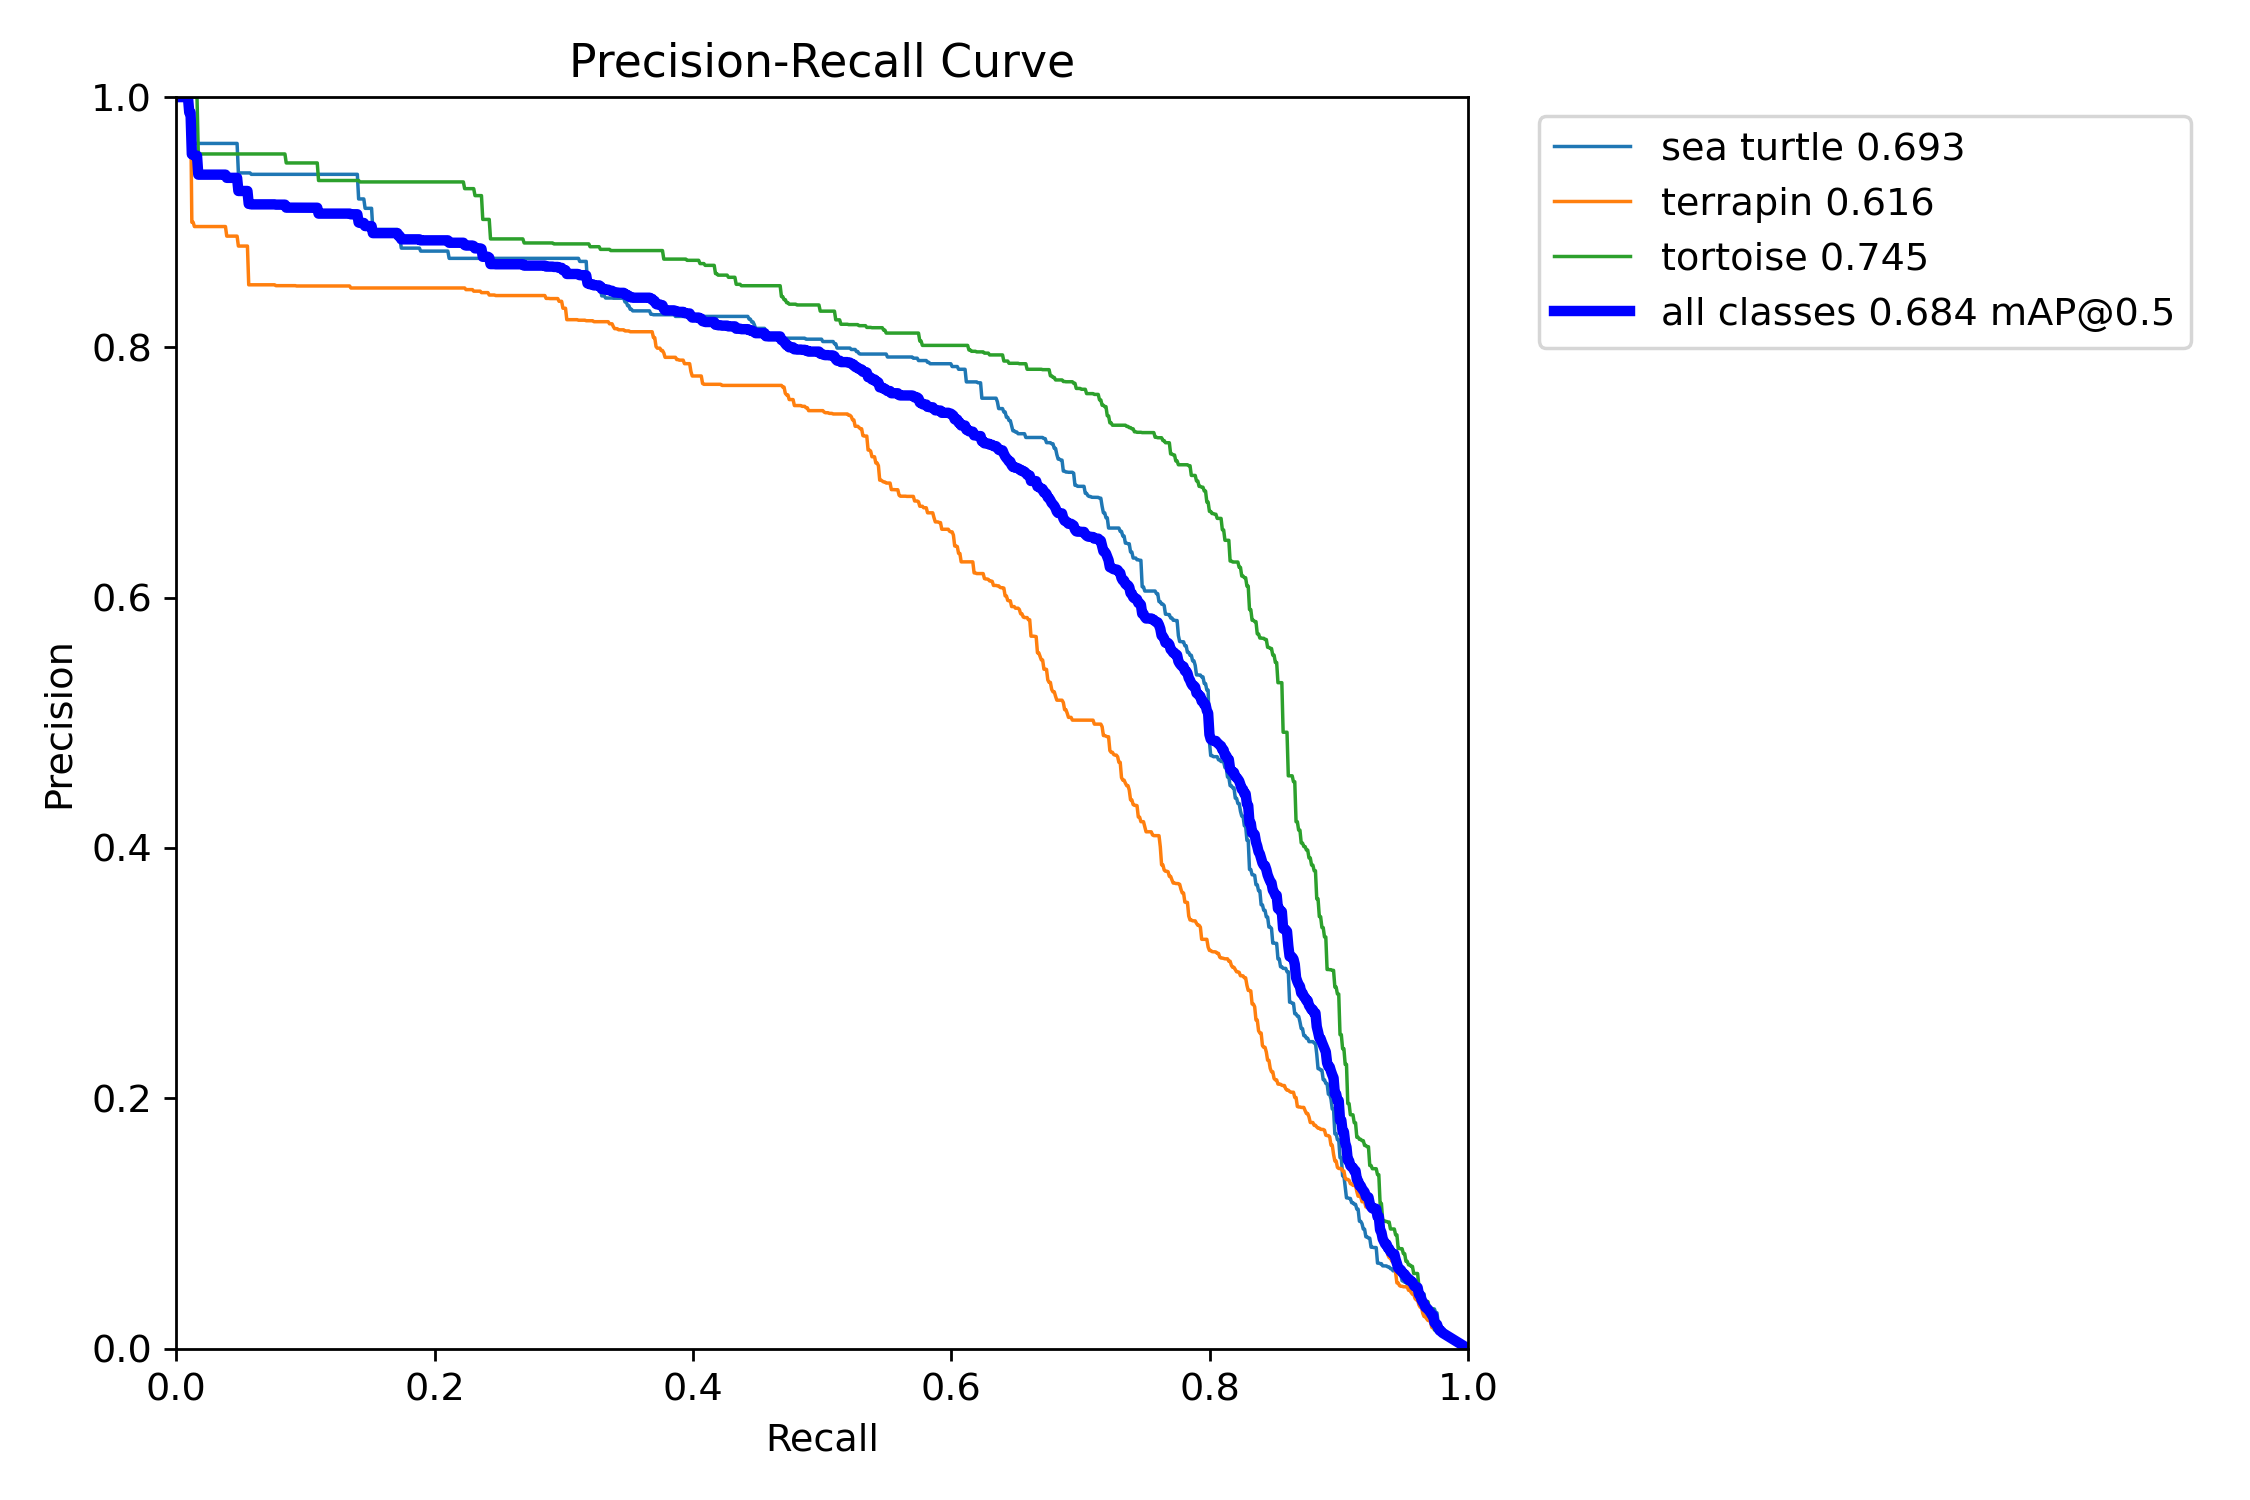 Precision-Recall Curve
1.0
0.8
0.6
0.4
0.2
0.0
Precision
0.0 0.2 0.4 0.6 0.8 1.0
Recall
sea turtle 0.693
terrapin 0.616
tortoise 0.745
all classes 0.684 mAP@0.5